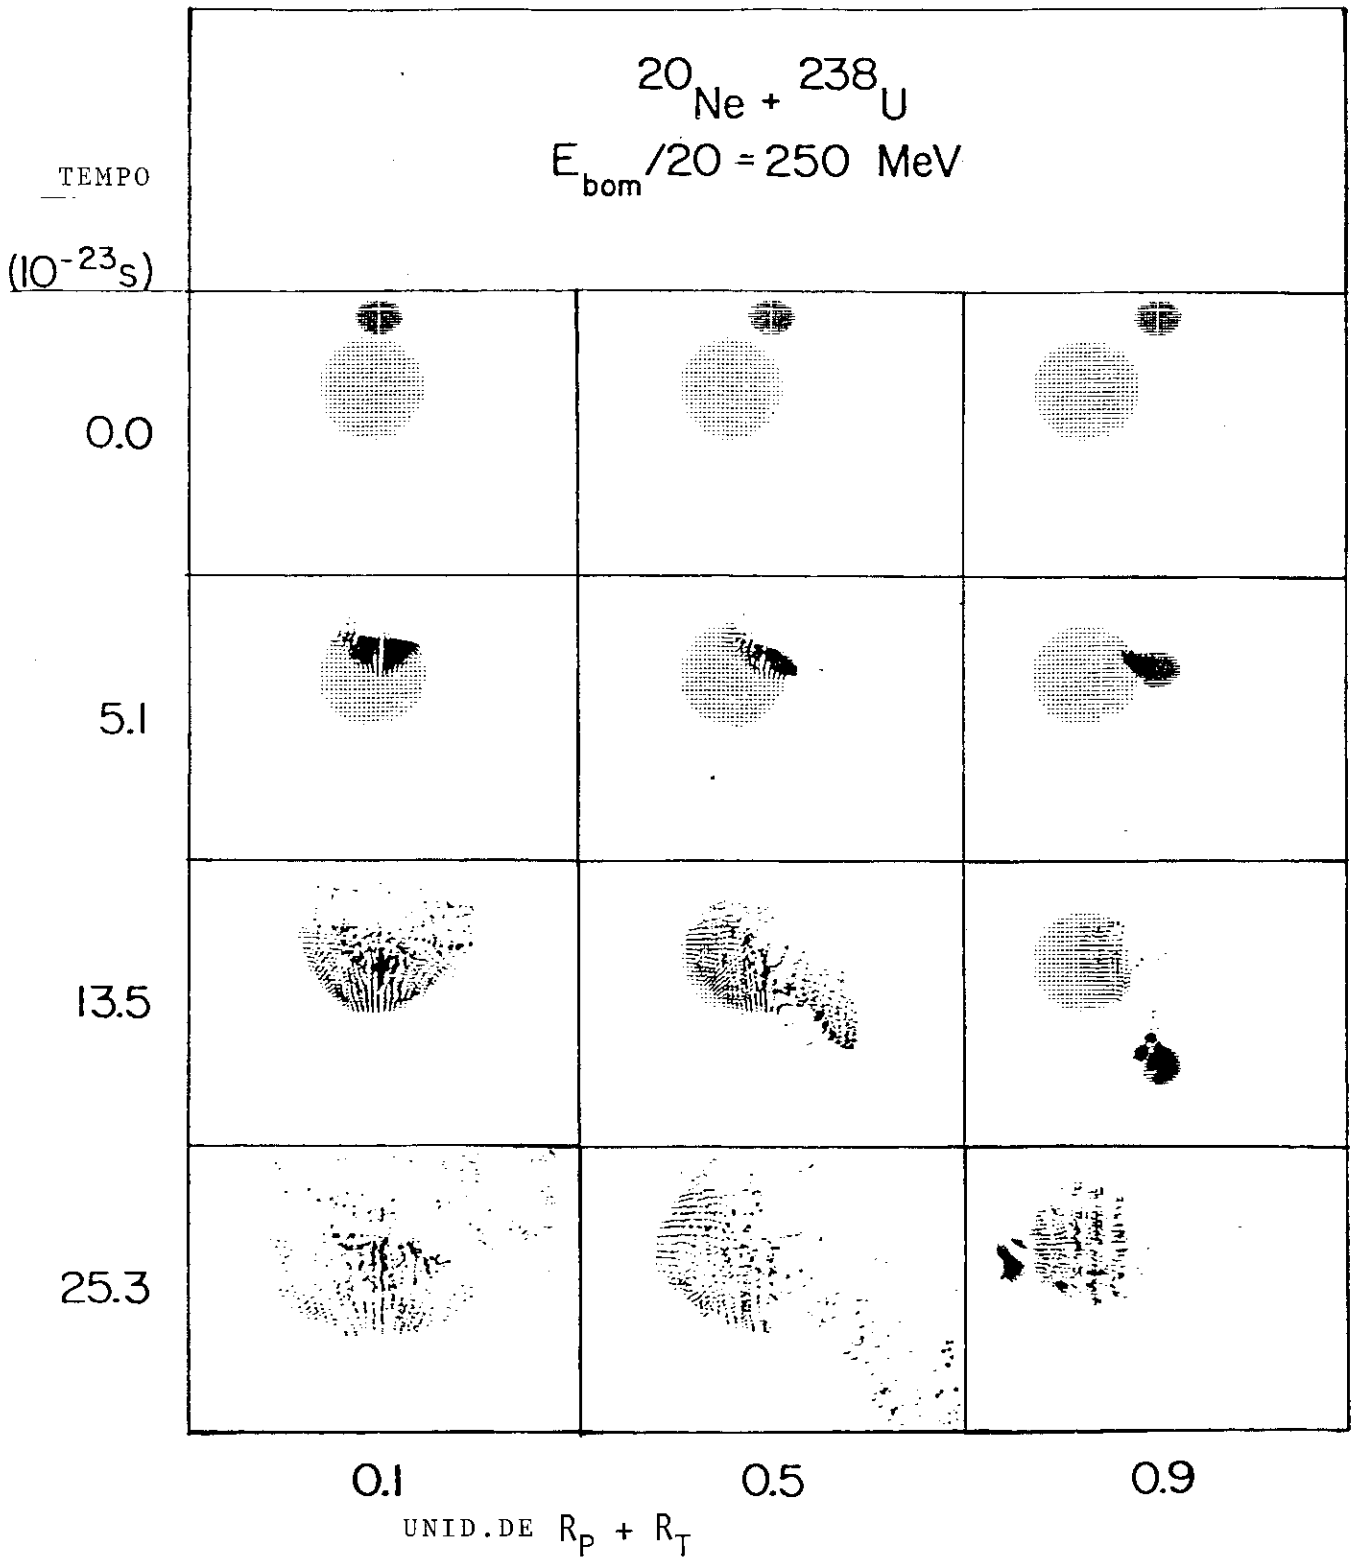 20Ne + 238U
Ebom/20 = 250 MeV
TEMPO
(10-23s)
0.0
5.1
13.5
25.3
0.1 0.5 0.9
UNID.DE RP + RT